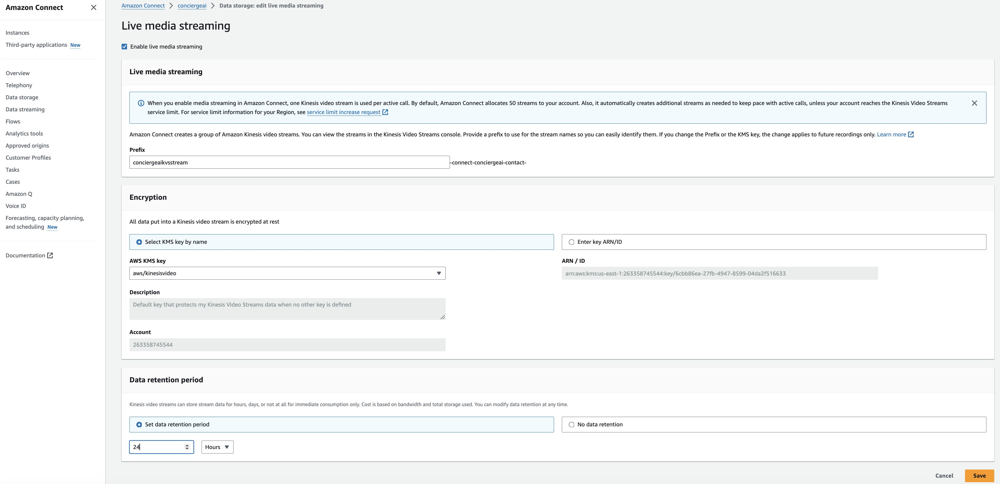 Amazon Connect
Instances
Third-party applications New
Overview
Telephony
Data storage
Data streaming
Flows
Analytics tools
Approved origins
Customer Profiles
Tasks
Cases
Amazon Q
Voice ID
Forecasting, capacity planning,
and scheduling New
Documentation
Amazon Connect > conciergeai > Data storage: edit live media streaming
Live media streaming
Enable live media streaming
Live media streaming
When you enable media streaming in Amazon Connect, one Kinesis video stream is used per active call. By default, Amazon Connect allocates 50 streams to your account. Also, it automatically creates additional streams as needed to keep pace with active calls, unless your account reaches the Kinesis Video Streams
service limit. For service limit information for your Region, see service limit increase request
Amazon Connect creates a group of Amazon Kinesis video streams. You can view the streams in the Kinesis Video Streams console. Provide a prefix to use for the stream names so you can easily identify them. If you change the Prefix or the KMS key, the change applies to future recordings only. Learn more
Prefix
conciergeaikvsstream -connect-conciergeai-contact-
Encryption
All data put into a Kinesis video stream is encrypted at rest
Select KMS key by name
Enter key ARN/ID
AWS KMS key
aws/kinesisvideo
ARN / ID
arn:aws:kms:us-east-1:263358745544:key/6cbb86ea-27fb-4947-8599-04da2f516633
Description
Default key that protects my Kinesis Video Streams data when no other key is defined
Account
263358745544
Data retention period
Kinesis video streams can store stream data for hours, days, or not at all for immediate consumption only. Cost is based on bandwidth and total storage used. You can modify data retention at any time.
Set data retention period
No data retention
24 Hours
Cancel Save